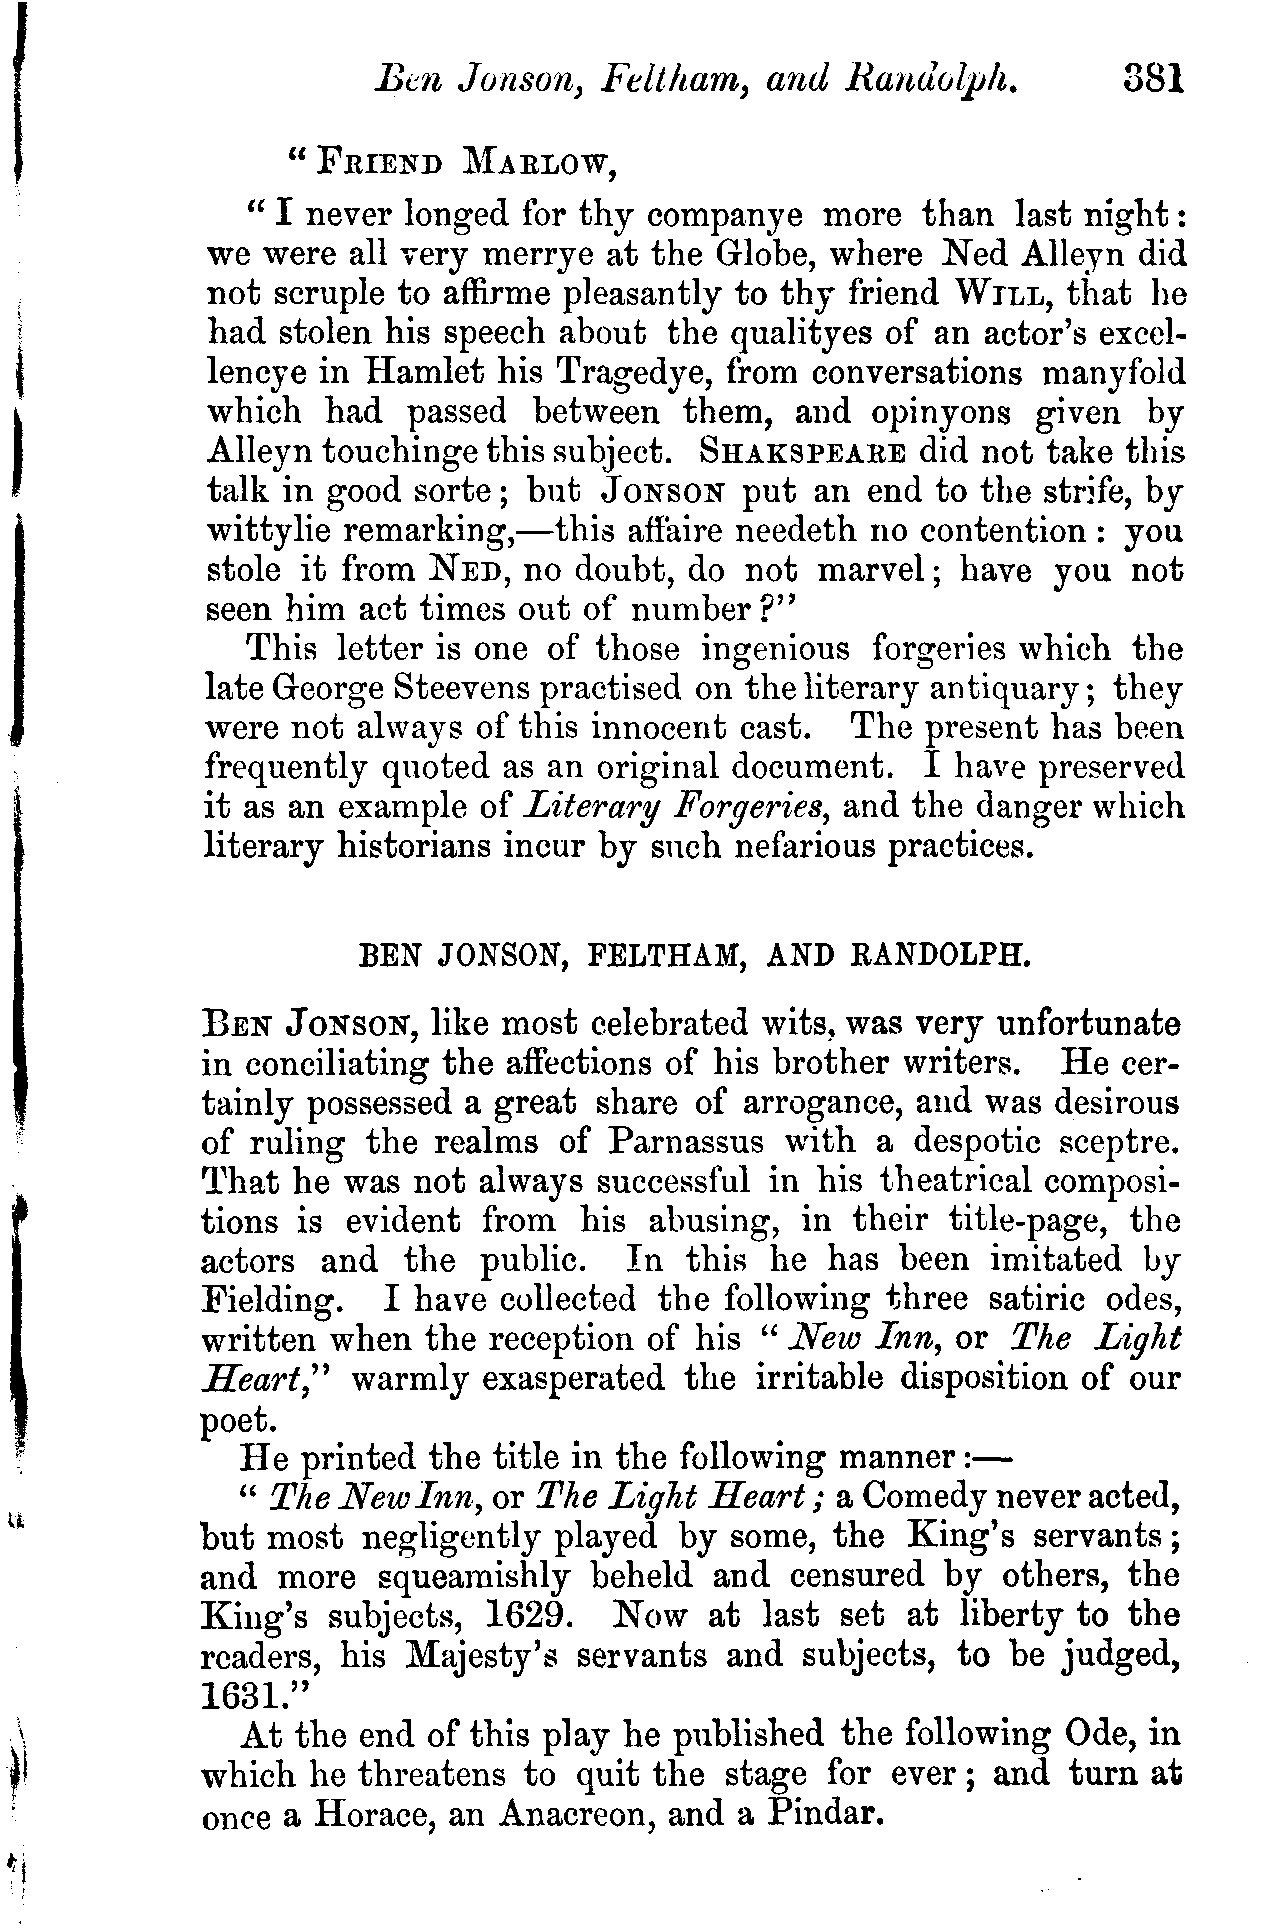 Ben Jonson, Feltham, and Randolph. 381
“ FRIEND MARLOW,
“ I never longed for thy companye more than last night :
we were all very merrye at the Globe, where Ned Alleyn did
not scruple to affirme pleasantly to thy friend WILL, that he
had stolen his speech about the qualityes of an actor's excel-
lencye in Hamlet his Tragedye, from conversations manyfold
which had passed between them, and opinyons given by
Alleyn touchinge this subject. SHAKSPEARE did not take this
talk in good sorte ; but JONSON put an end to the strife, by
wittylie remarking,—this affaire needeth no contention : you
stole it from NED, no doubt, do not marvel ; have you not
seen him act times out of number ?”
This letter is one of those ingenious forgeries which the
late George Steevens practised on the literary antiquary ; they
were not always of this innocent cast. The present has been
frequently quoted as an original document. I have preserved
it as an example of Literary Forgeries, and the danger which
literary historians incur by such nefarious practices.
BEN JONSON, FELTHAM, AND RANDOLPH.
BEN JONSON, like most celebrated wits, was very unfortunate
in conciliating the affections of his brother writers. He cer-
tainly possessed a great share of arrogance, and was desirous
of ruling the realms of Parnassus with a despotic sceptre.
That he was not always successful in his theatrical composi-
tions is evident from his abusing, in their title-page, the
actors and the public. In this he has been imitated by
Fielding. I have collected the following three satiric odes,
written when the reception of his “ New Inn, or The Light
Heart,” warmly exasperated the irritable disposition of our
poet.
He printed the title in the following manner :—
“ The New Inn, or The Light Heart ; a Comedy never acted,
but most negligently played by some, the King's servants ;
and more squeamishly beheld and censured by others, the
King's subjects, 1629. Now at last set at liberty to the
readers, his Majesty's servants and subjects, to be judged,
1631.”
At the end of this play he published the following Ode, in
which he threatens to quit the stage for ever ; and turn at
once a Horace, an Anacreon, and a Pindar.